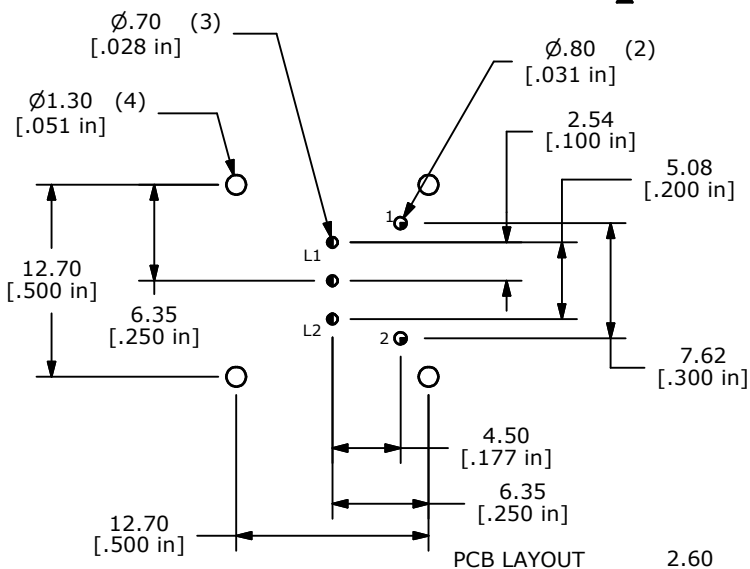 Ø.70 (3)
[.028 in]
Ø.80 (2)
[.031 in]
Ø1.30 (4)
[.051 in]
2.54
[.100 in]
5.08
[.200 in]
1
L1
12.70
[.500 in]
6.35
[.250 in]
L2
2
7.62
[.300 in]
4.50
[.177 in]
6.35
[.250 in]
12.70
[.500 in]
PCB LAYOUT 2.60